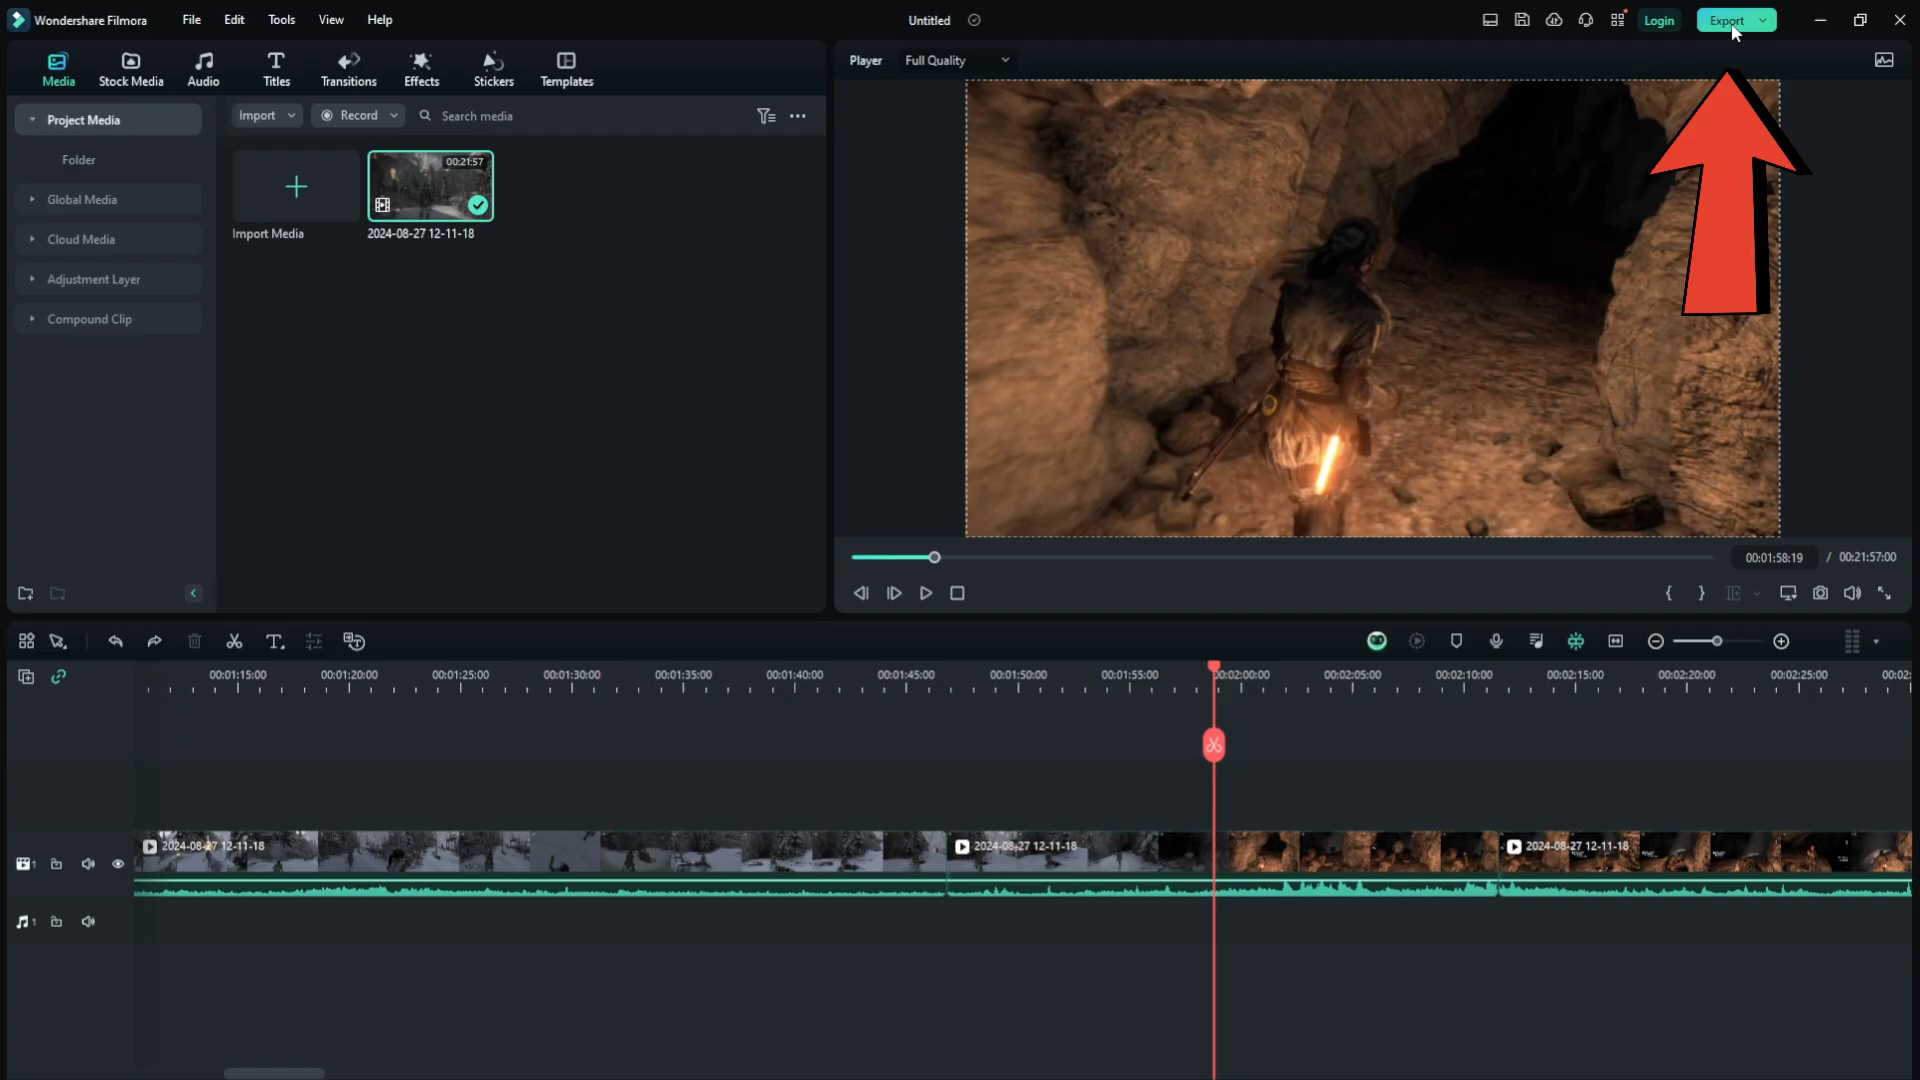 Wondershare Filmora File Edit Tools View Help Untitled Login Export
Media Stock Media Audio Titles Transitions Effects Stickers Templates
Player Full Quality
Project Media
Folder
Global Media
Cloud Media
Adjustment Layer
Compound Clip
Import Record Search media
00:21:57
Import Media 2024-08-27 12-11-18
00:01:58:19 / 00:21:57:00
00:01:15:00 00:01:20:00 00:01:25:00 00:01:30:00 00:01:35:00 00:01:40:00 00:01:45:00 00:01:50:00 00:01:55:00 00:02:00:00 00:02:05:00 00:02:10:00 00:02:15:00 00:02:20:00 00:02:25:00 00:02:
2024-08-27 12-11-18 2024-08-27 12-11-18 2024-08-27 12-11-18
1
1